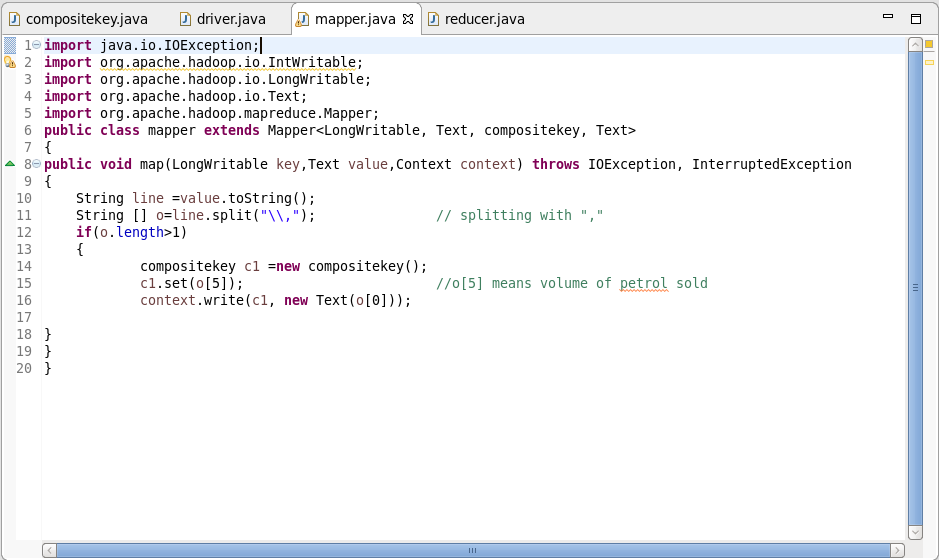 compositekey.java driver.java mapper.java reducer.java
1 import java.io.IOException;
2 import org.apache.hadoop.io.IntWritable;
3 import org.apache.hadoop.io.LongWritable;
4 import org.apache.hadoop.io.Text;
5 import org.apache.hadoop.mapreduce.Mapper;
6 public class mapper extends Mapper<LongWritable, Text, compositekey, Text>
7 {
8 public void map(LongWritable key,Text value,Context context) throws IOException, InterruptedException
9 {
10     String line =value.toString();
11     String [] o=line.split("\\,");               // splitting with ","
12     if(o.length>1)
13     {
14             compositekey c1 =new compositekey();
15             c1.set(o[5]);                        //o[5] means volume of petrol sold
16             context.write(c1, new Text(o[0]));
17
18 }
19 }
20 }